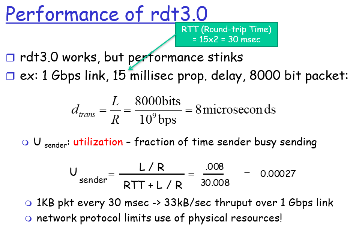 Performance of rdt3.0
RTT (Round-trip Time)
= 15x2 = 30 msec
rdt3.0 works, but performance stinks
ex: 1 Gbps link, 15 millisec prop. delay, 8000 bit packet:
d trans = L / R = 8000bits / 10^9 bps = 8 microseconds
U sender: utilization – fraction of time sender busy sending
U sender = L / R / RTT + L / R = .008 / 30.008 = 0.00027
1KB pkt every 30 msec -> 33kB/sec thruput over 1 Gbps link
network protocol limits use of physical resources!